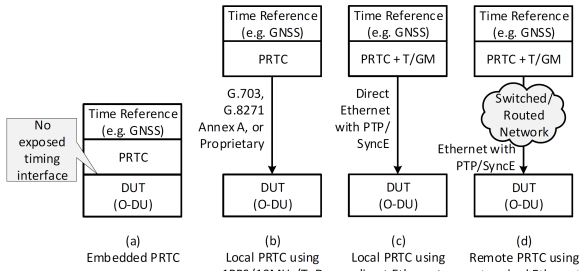 Time Reference
(e.g. GNSS)
PRTC
Time Reference
(e.g. GNSS)
PRTC + T/GM
Time Reference
(e.g. GNSS)
PRTC + T/GM
G.703,
G.8271
Annex A, or
Proprietary
Direct
Ethernet
with PTP/
SyncE
Switched/
Routed
Network
Ethernet with
PTP/SyncE
No
exposed
timing
interface
Time Reference
(e.g. GNSS)
PRTC
DUT
(O-DU)
DUT
(O-DU)
DUT
(O-DU)
DUT
(O-DU)
(a)
Embedded PRTC
(b)
Local PRTC using
(c)
Local PRTC using
(d)
Remote PRTC using